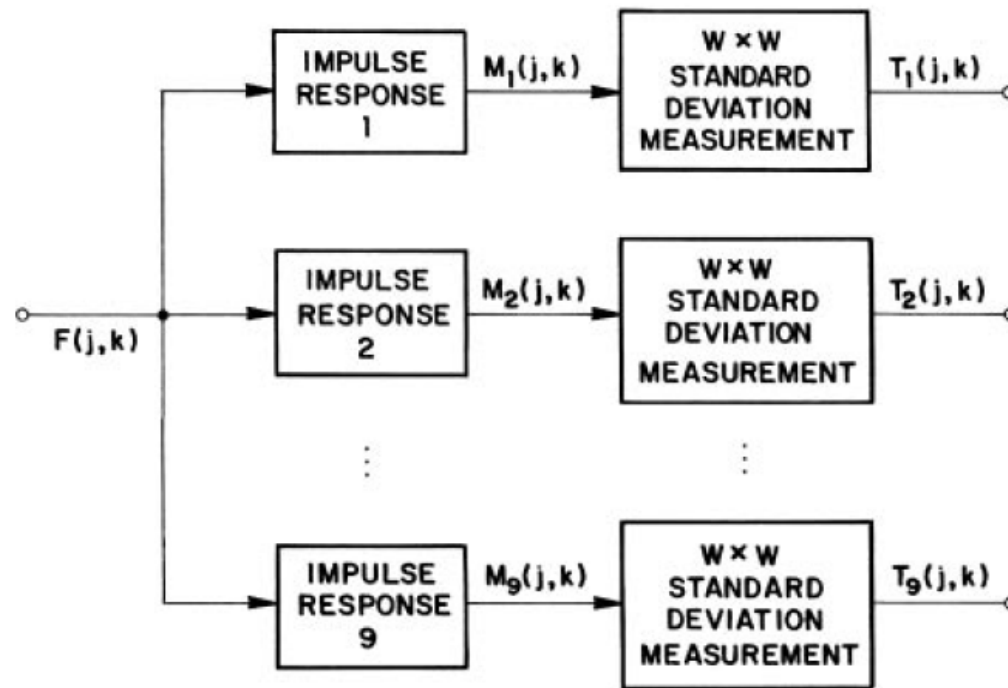 IMPULSE
RESPONSE
1
M₁(j,k)
W × W
STANDARD
DEVIATION
MEASUREMENT
T₁(j,k)
F(j,k)
IMPULSE
RESPONSE
2
M₂(j,k)
W × W
STANDARD
DEVIATION
MEASUREMENT
T₂(j,k)
⋮
⋮
IMPULSE
RESPONSE
9
M₉(j,k)
W × W
STANDARD
DEVIATION
MEASUREMENT
T₉(j,k)